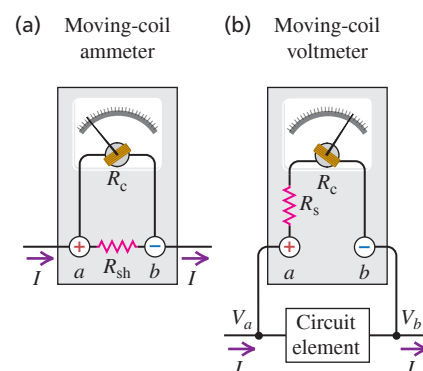 (a) Moving-coil
ammeter
R_c
+ −
a R_sh b
I I
(b) Moving-coil
voltmeter
R_c
R_s
+ −
a b
V_a V_b
Circuit
element
I I